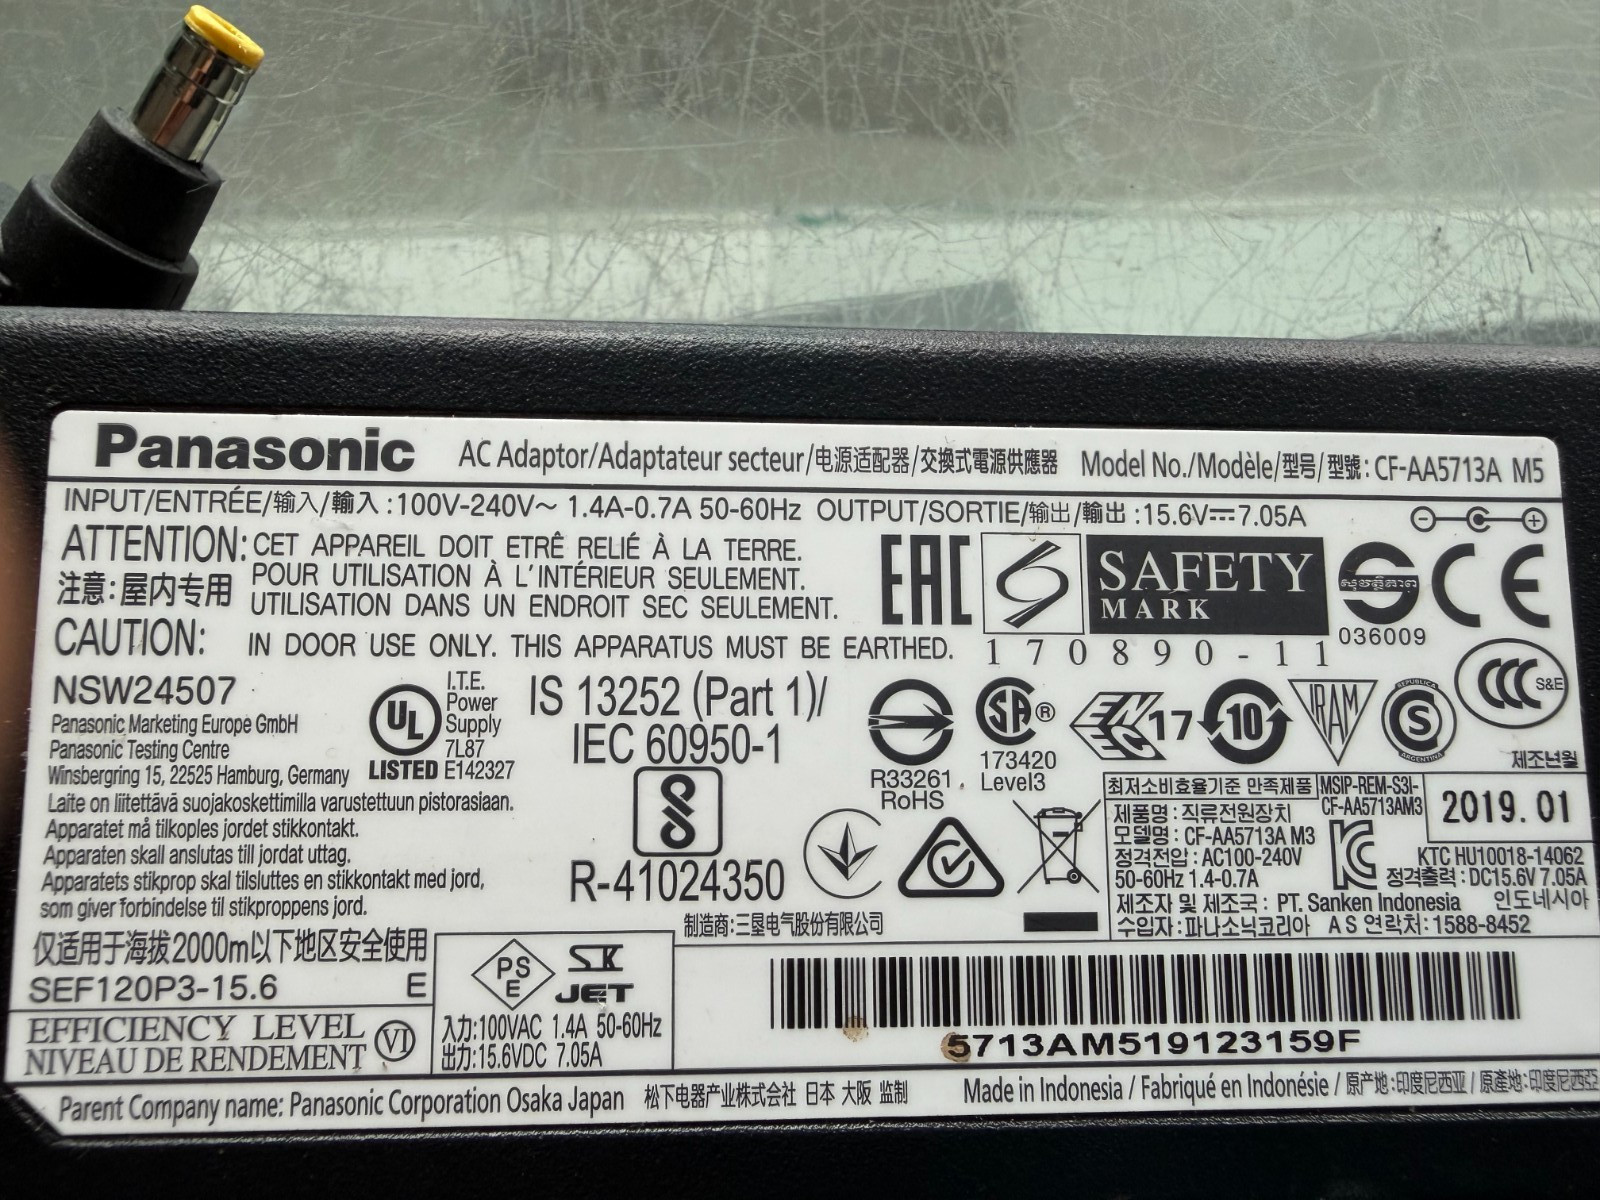 Panasonic AC Adaptor/Adaptateur secteur/电源适配器/交換式電源供應器 Model No./Modèle/型号/型號: CF-AA5713A M5
INPUT/ENTRÉE/输入/輸入 :100V-240V～ 1.4A-0.7A 50-60Hz OUTPUT/SORTIE/输出/輸出 :15.6V⎓7.05A
ATTENTION: CET APPAREIL DOIT ETRÊ RELIÉ À LA TERRE.
注意:屋内专用 POUR UTILISATION À L'INTÉRIEUR SEULEMENT.
UTILISATION DANS UN ENDROIT SEC SEULEMENT.
CAUTION: IN DOOR USE ONLY. THIS APPARATUS MUST BE EARTHED.
EAC
SAFETY
MARK
170890-11
036009
CE
NSW24507
Panasonic Marketing Europe GmbH
Panasonic Testing Centre
Winsbergring 15, 22525 Hamburg, Germany
Laite on liitettävä suojakoskettimilla varustettuun pistorasiaan.
Apparatet må tilkoples jordet stikkontakt.
Apparaten skall anslutas till jordat uttag.
Apparatets stikprop skal tilsluttes en stikkontakt med jord,
som giver forbindelse til stikproppens jord.
仅适用于海拔2000m以下地区安全使用
SEF120P3-15.6 E
EFFICIENCY LEVEL
NIVEAU DE RENDEMENT VI
UL
LISTED
I.T.E.
Power
Supply
7L87
E142327
IS 13252 (Part 1)/
IEC 60950-1
R-41024350
R33261
RoHS
SA ®
173420
Level3
ENEC 17
10
IRAM
REPUBLICA
S
ARGENTINA
CCC S&E
制造商:三垦电气股份有限公司
PS
E
JET
入力:100VAC 1.4A 50-60Hz
出力:15.6VDC 7.05A
제조년월
2019.01
최저소비효율기준 만족제품
제품명 : 직류전원장치
모델명 : CF-AA5713A M3
정격전압 : AC100-240V
50-60Hz 1.4-0.7A
MSIP-REM-S3I-
CF-AA5713AM3
KC
KTC HU10018-14062
정격출력 : DC15.6V 7.05A
제조자 및 제조국 : PT. Sanken Indonesia 인도네시아
수입자 : 파나소닉코리아 A S 연락처 : 1588-8452
5713AM519123159F
Parent Company name: Panasonic Corporation Osaka Japan 松下电器产业株式会社 日本 大阪 监制 Made in Indonesia / Fabriqué en Indonésie / 原产地:印度尼西亚 / 原產地:印度尼西亞